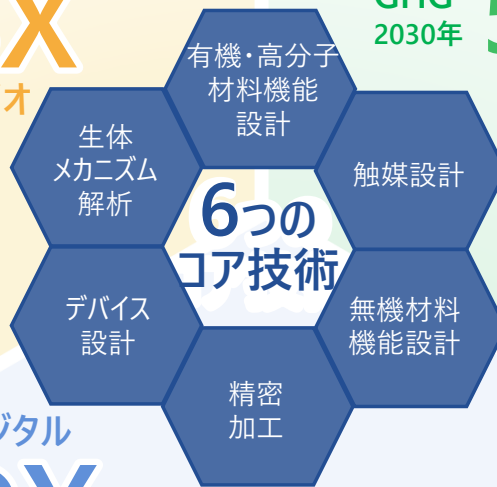 X
GHG
2030年
オ
有機・高分子
材料機能
設計
生体
メカニズム
解析
触媒設計
6つの
コア技術
デバイス
設計
無機材料
機能設計
精密
加工
ジタル